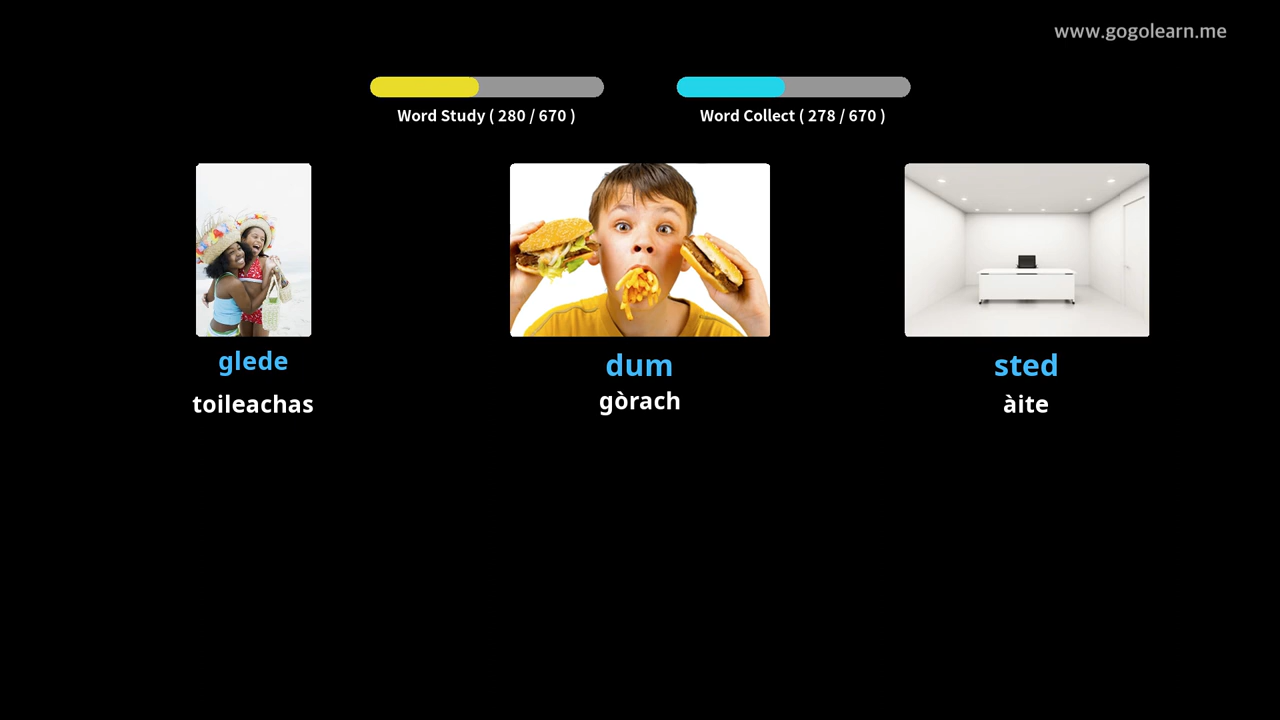 www.gogolearn.me
Word Study ( 280 / 670 )
Word Collect ( 278 / 670 )
glede
toileachas
dum
gòrach
sted
àite